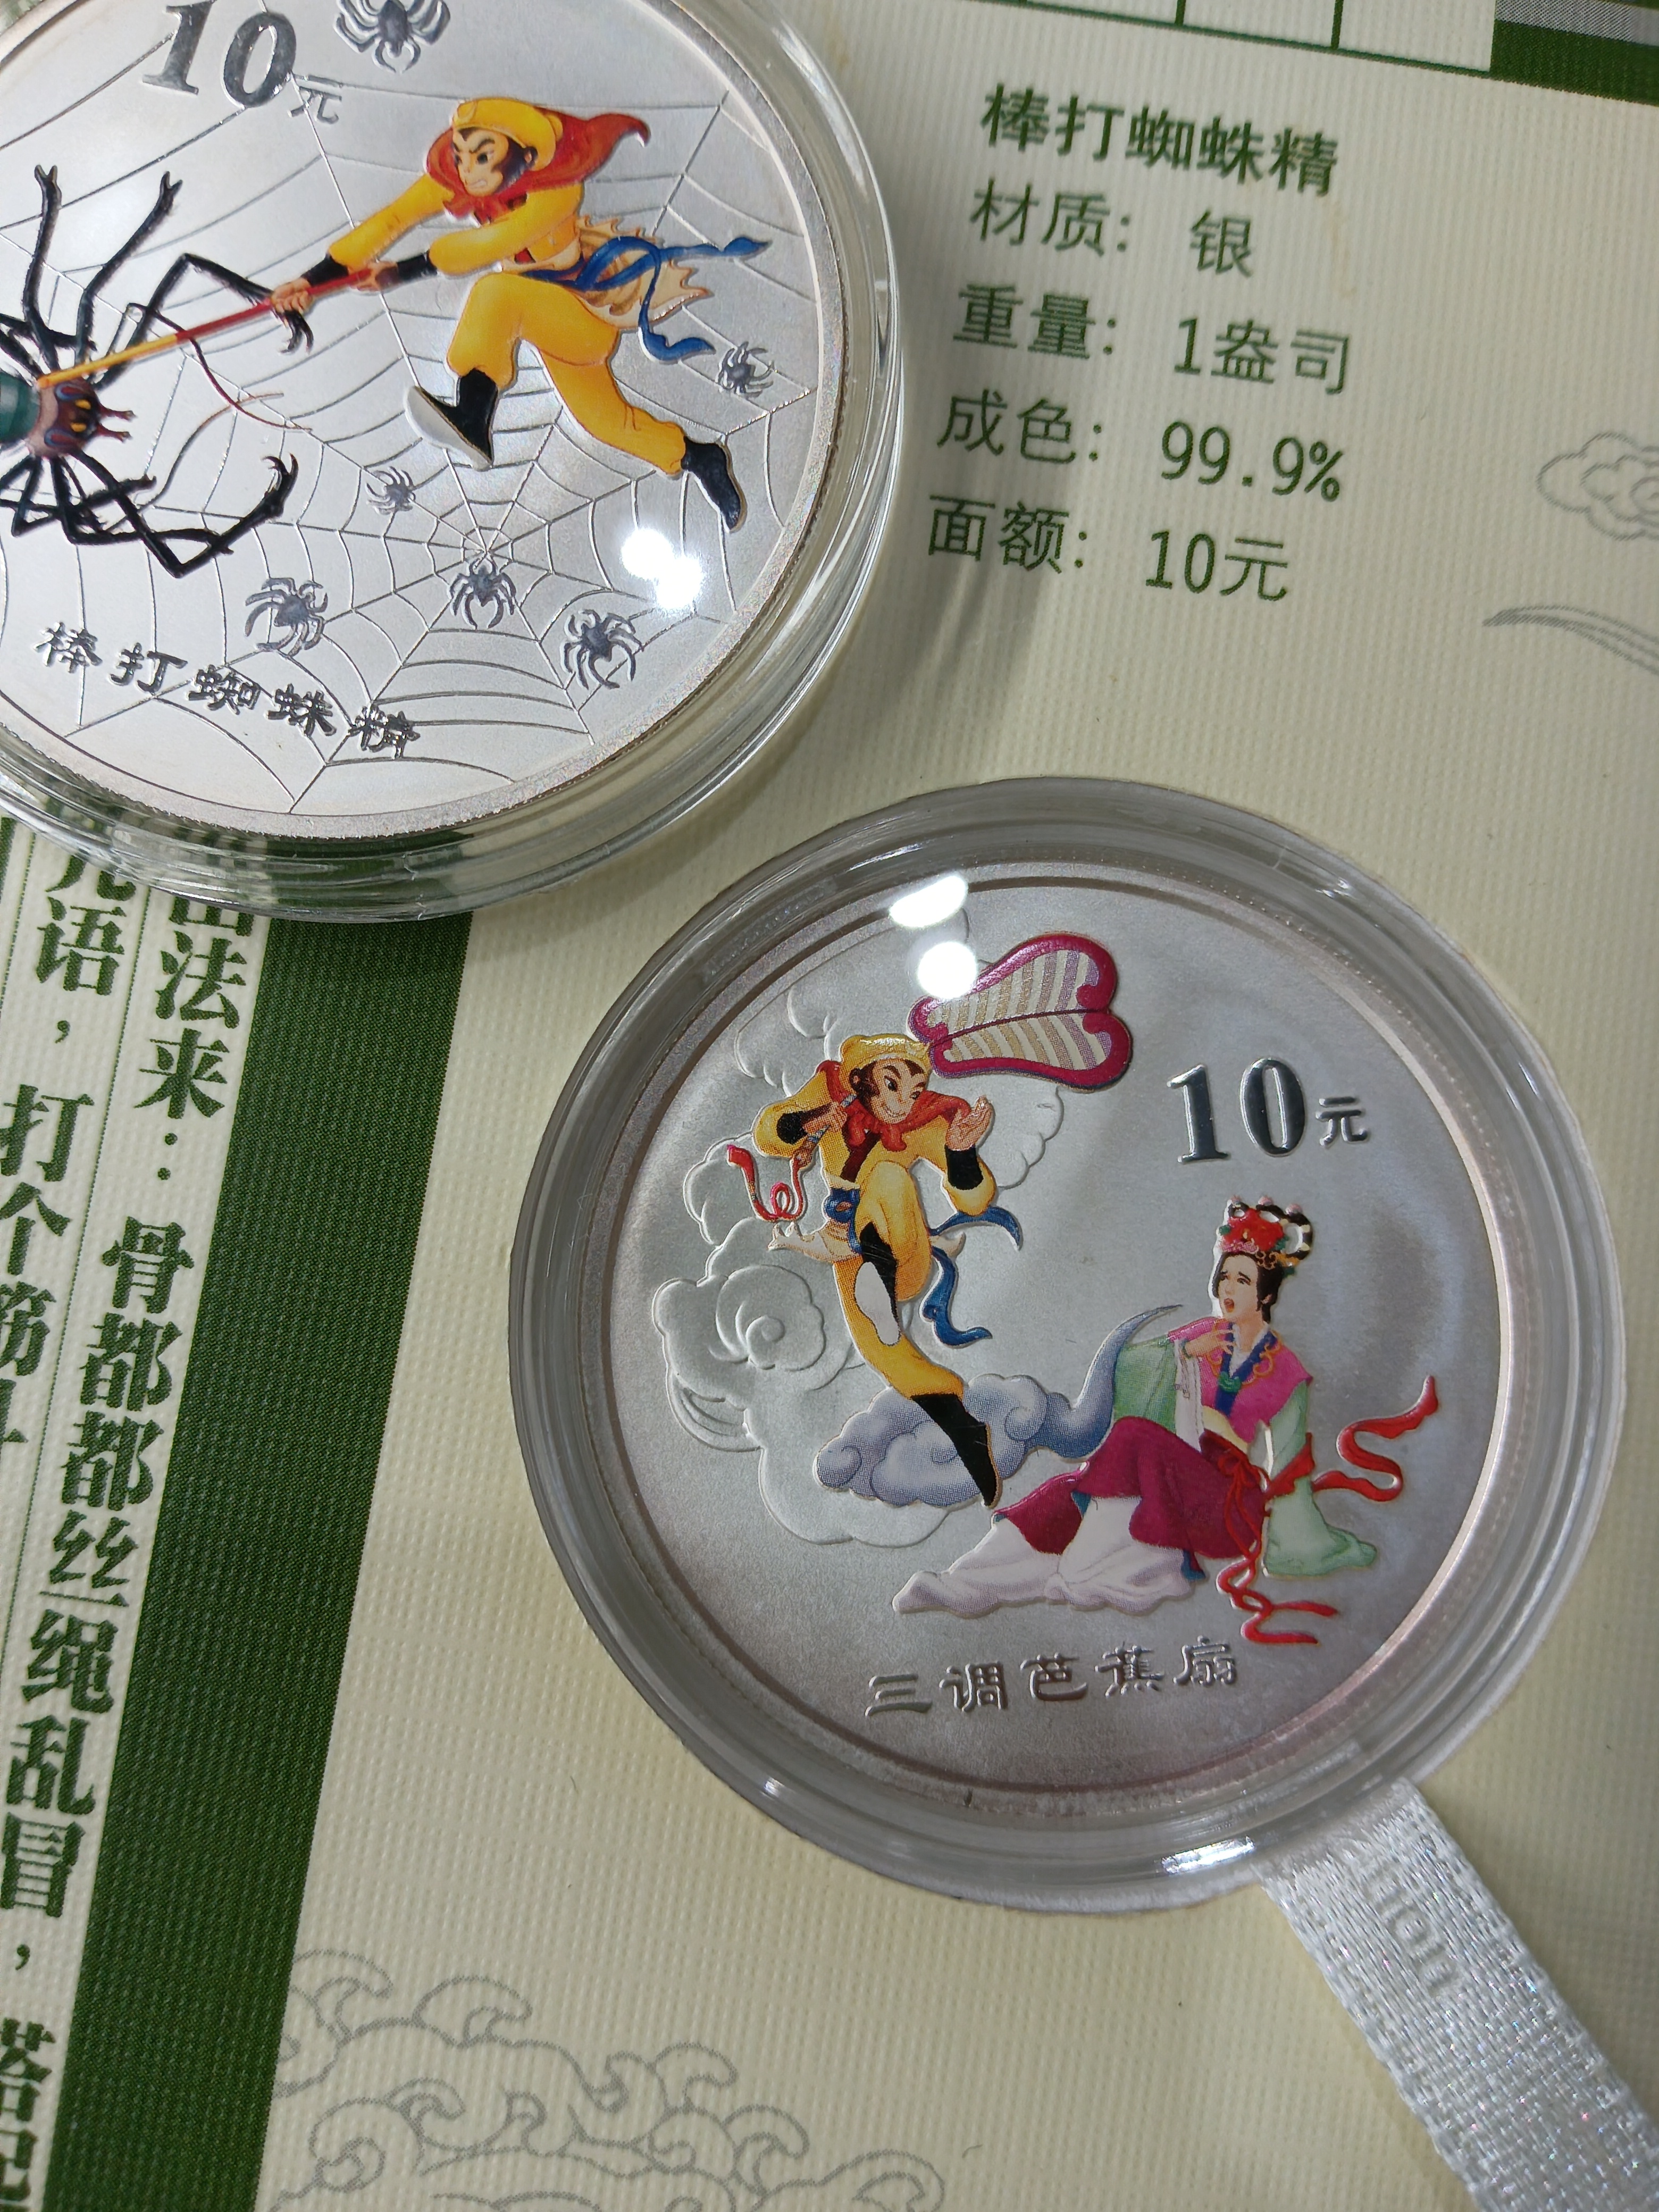 10元
棒打蜘蛛精
棒打蜘蛛精
材质: 银
重量: 1盎司
成色: 99.9%
面额: 10元
10元
三调芭蕉扇
法来：骨都都丝绳乱冒，
语，打个筋